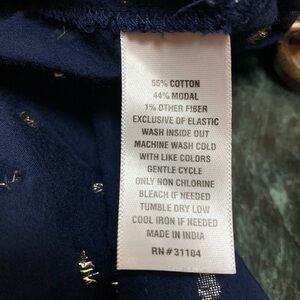 55% COTTON
44% MODAL
1% OTHER FIBER
EXCLUSIVE OF ELASTIC
WASH INSIDE OUT
MACHINE WASH COLD
WITH LIKE COLORS
GENTLE CYCLE
ONLY NON CHLORINE
BLEACH IF NEEDED
TUMBLE DRY LOW
COOL IRON IF NEEDED
MADE IN INDIA
RN#31184